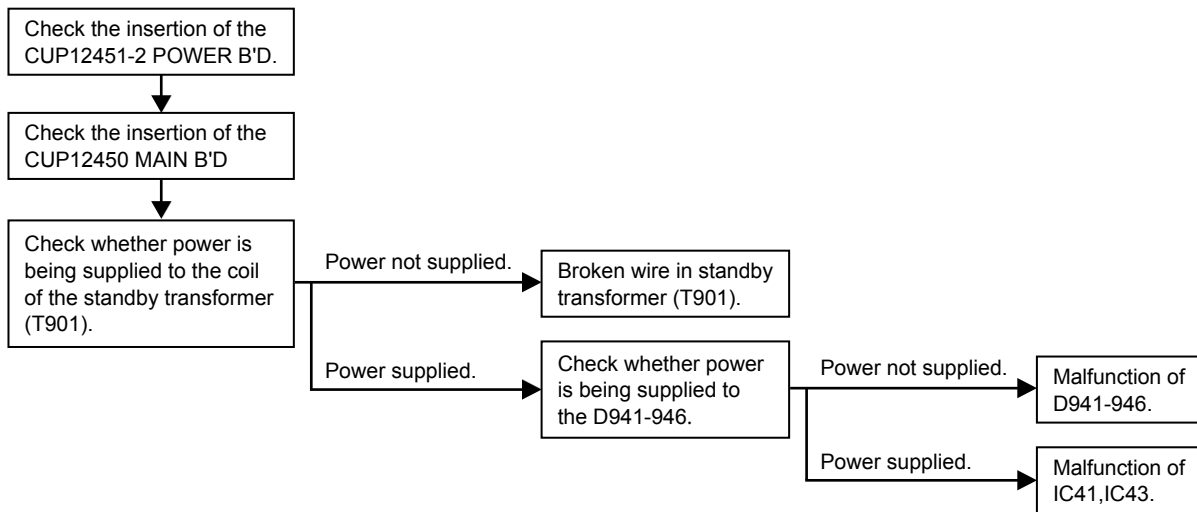 Check the insertion of the
CUP12451-2 POWER B'D.
Check the insertion of the
CUP12450 MAIN B'D
Check whether power is
being supplied to the coil
of the standby transformer
(T901).
Power not supplied.
Broken wire in standby
transformer (T901).
Power supplied.
Check whether power
is being supplied to
the D941-946.
Power not supplied.
Malfunction of
D941-946.
Power supplied.
Malfunction of
IC41,IC43.